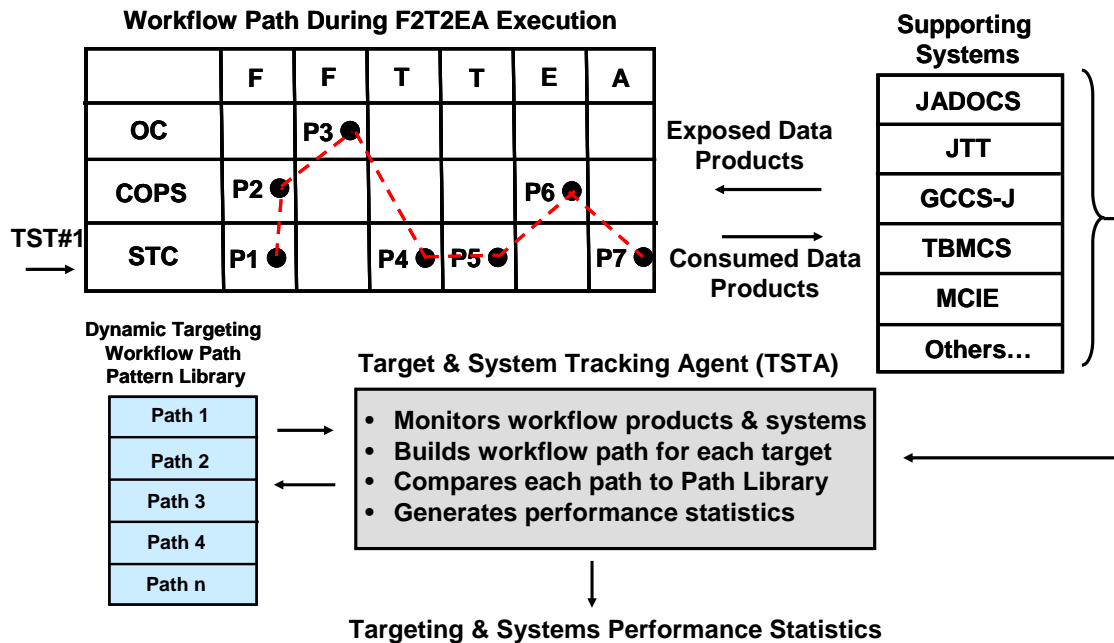 Workflow Path During F2T2EA Execution
F F T T E A
OC
P3
COPS
P2
P6
TST#1
STC
P1
P4
P5
P7
Exposed Data
Products
Consumed Data
Products
Supporting
Systems
JADOCS
JTT
GCCS-J
TBMCS
MCIE
Others…
Dynamic Targeting
Workflow Path
Pattern Library
Path 1
Path 2
Path 3
Path 4
Path n
Target & System Tracking Agent (TSTA)
• Monitors workflow products & systems
• Builds workflow path for each target
• Compares each path to Path Library
• Generates performance statistics
Targeting & Systems Performance Statistics